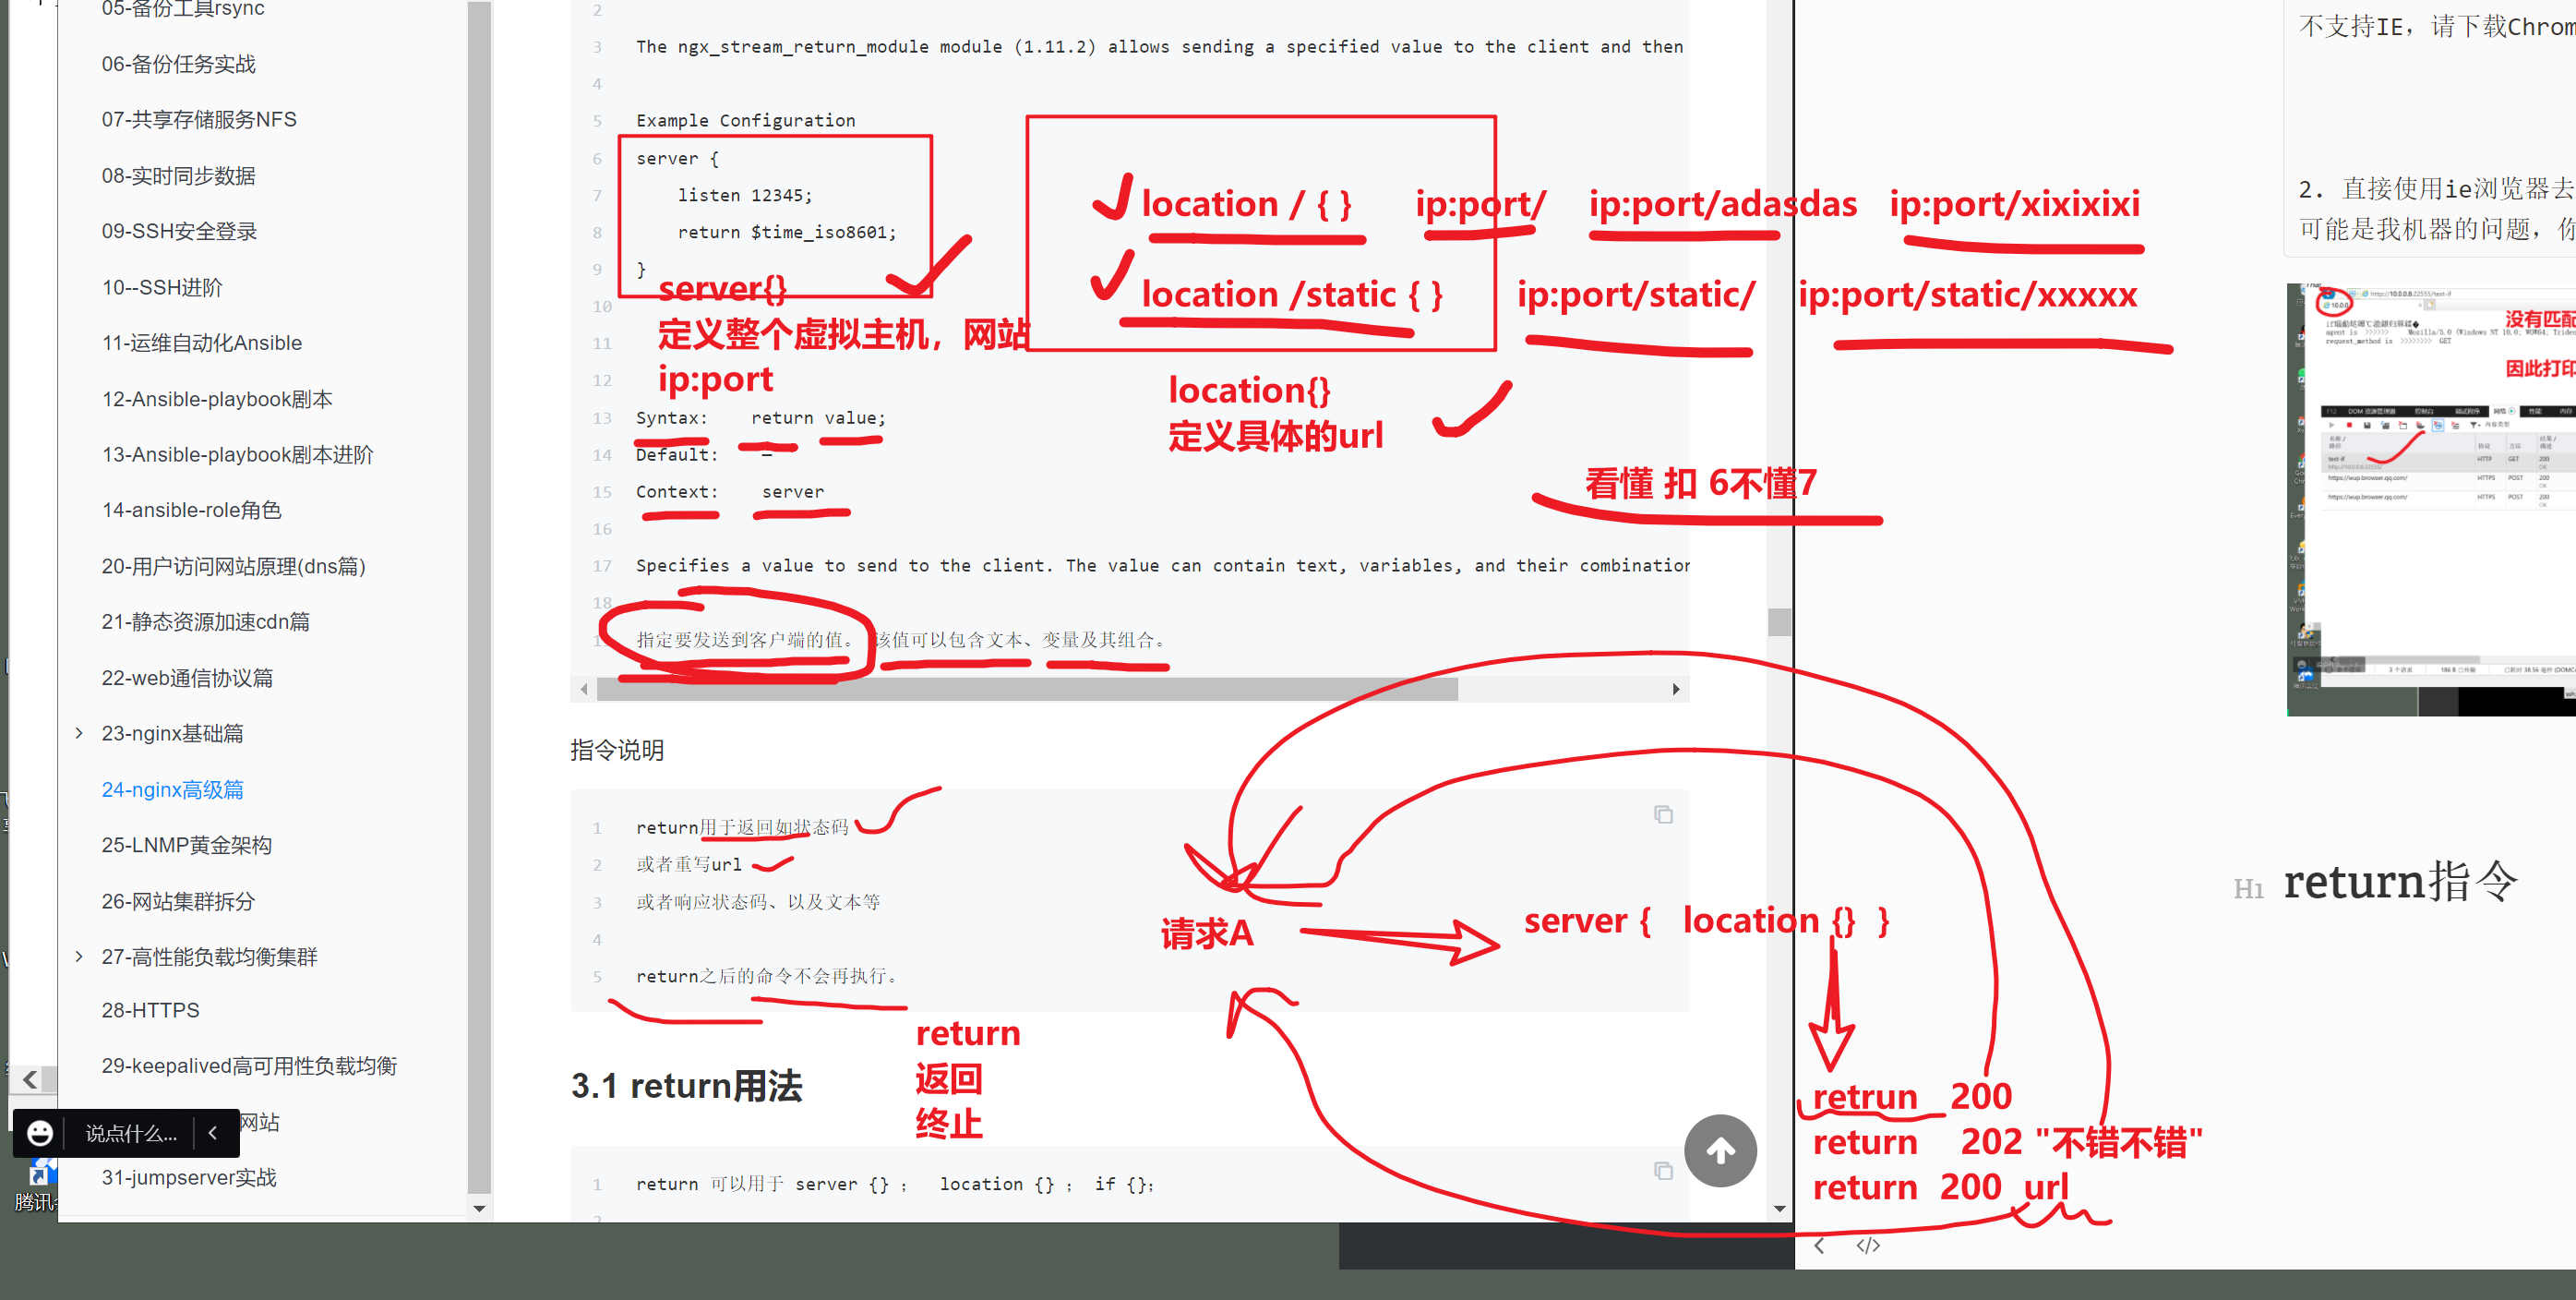 05-备份工具rsync
06-备份任务实战
07-共享存储服务NFS
08-实时同步数据
09-SSH安全登录
10--SSH进阶
11-运维自动化Ansible
12-Ansible-playbook剧本
13-Ansible-playbook剧本进阶
14-ansible-role角色
20-用户访问网站原理(dns篇)
21-静态资源加速cdn篇
22-web通信协议篇
23-nginx基础篇
24-nginx高级篇
25-LNMP黄金架构
26-网站集群拆分
27-高性能负载均衡集群
28-HTTPS
29-keepalived高可用性负载均衡
网站
31-jumpserver实战
说点什么...
腾讯
2
3 The ngx_stream_return_module module (1.11.2) allows sending a specified value to the client and then
4
5 Example Configuration
6 server {
7 listen 12345;
8 return $time_iso8601;
9 }
10
11
12
13 Syntax: return value;
14 Default: —
15 Context: server
16
17 Specifies a value to send to the client. The value can contain text, variables, and their combination
18
指定要发送到客户端的值。 该值可以包含文本、变量及其组合。
server{}
定义整个虚拟主机，网站
ip:port
location / { } ip:port/ ip:port/adasdas ip:port/xixixixi
location /static { } ip:port/static/ ip:port/static/xxxxx
location{}
定义具体的url
看懂 扣 6不懂7
指令说明
1 return用于返回如状态码
2 或者重写url
3 或者响应状态码、以及文本等
4
5 return之后的命令不会再执行。
return
返回
终止
请求A
server { location {} }
retrun 200
return 202 "不错不错"
return 200 url
3.1 return用法
1 return 可以用于 server {} ; location {} ; if {};
2
不支持IE，请下载Chrom
2. 直接使用ie浏览器去
可能是我机器的问题，你
http://10.0.0.8:22555/test-if
没有匹配
request_method is >>>>>>>> GET
因此打印
H1 return指令